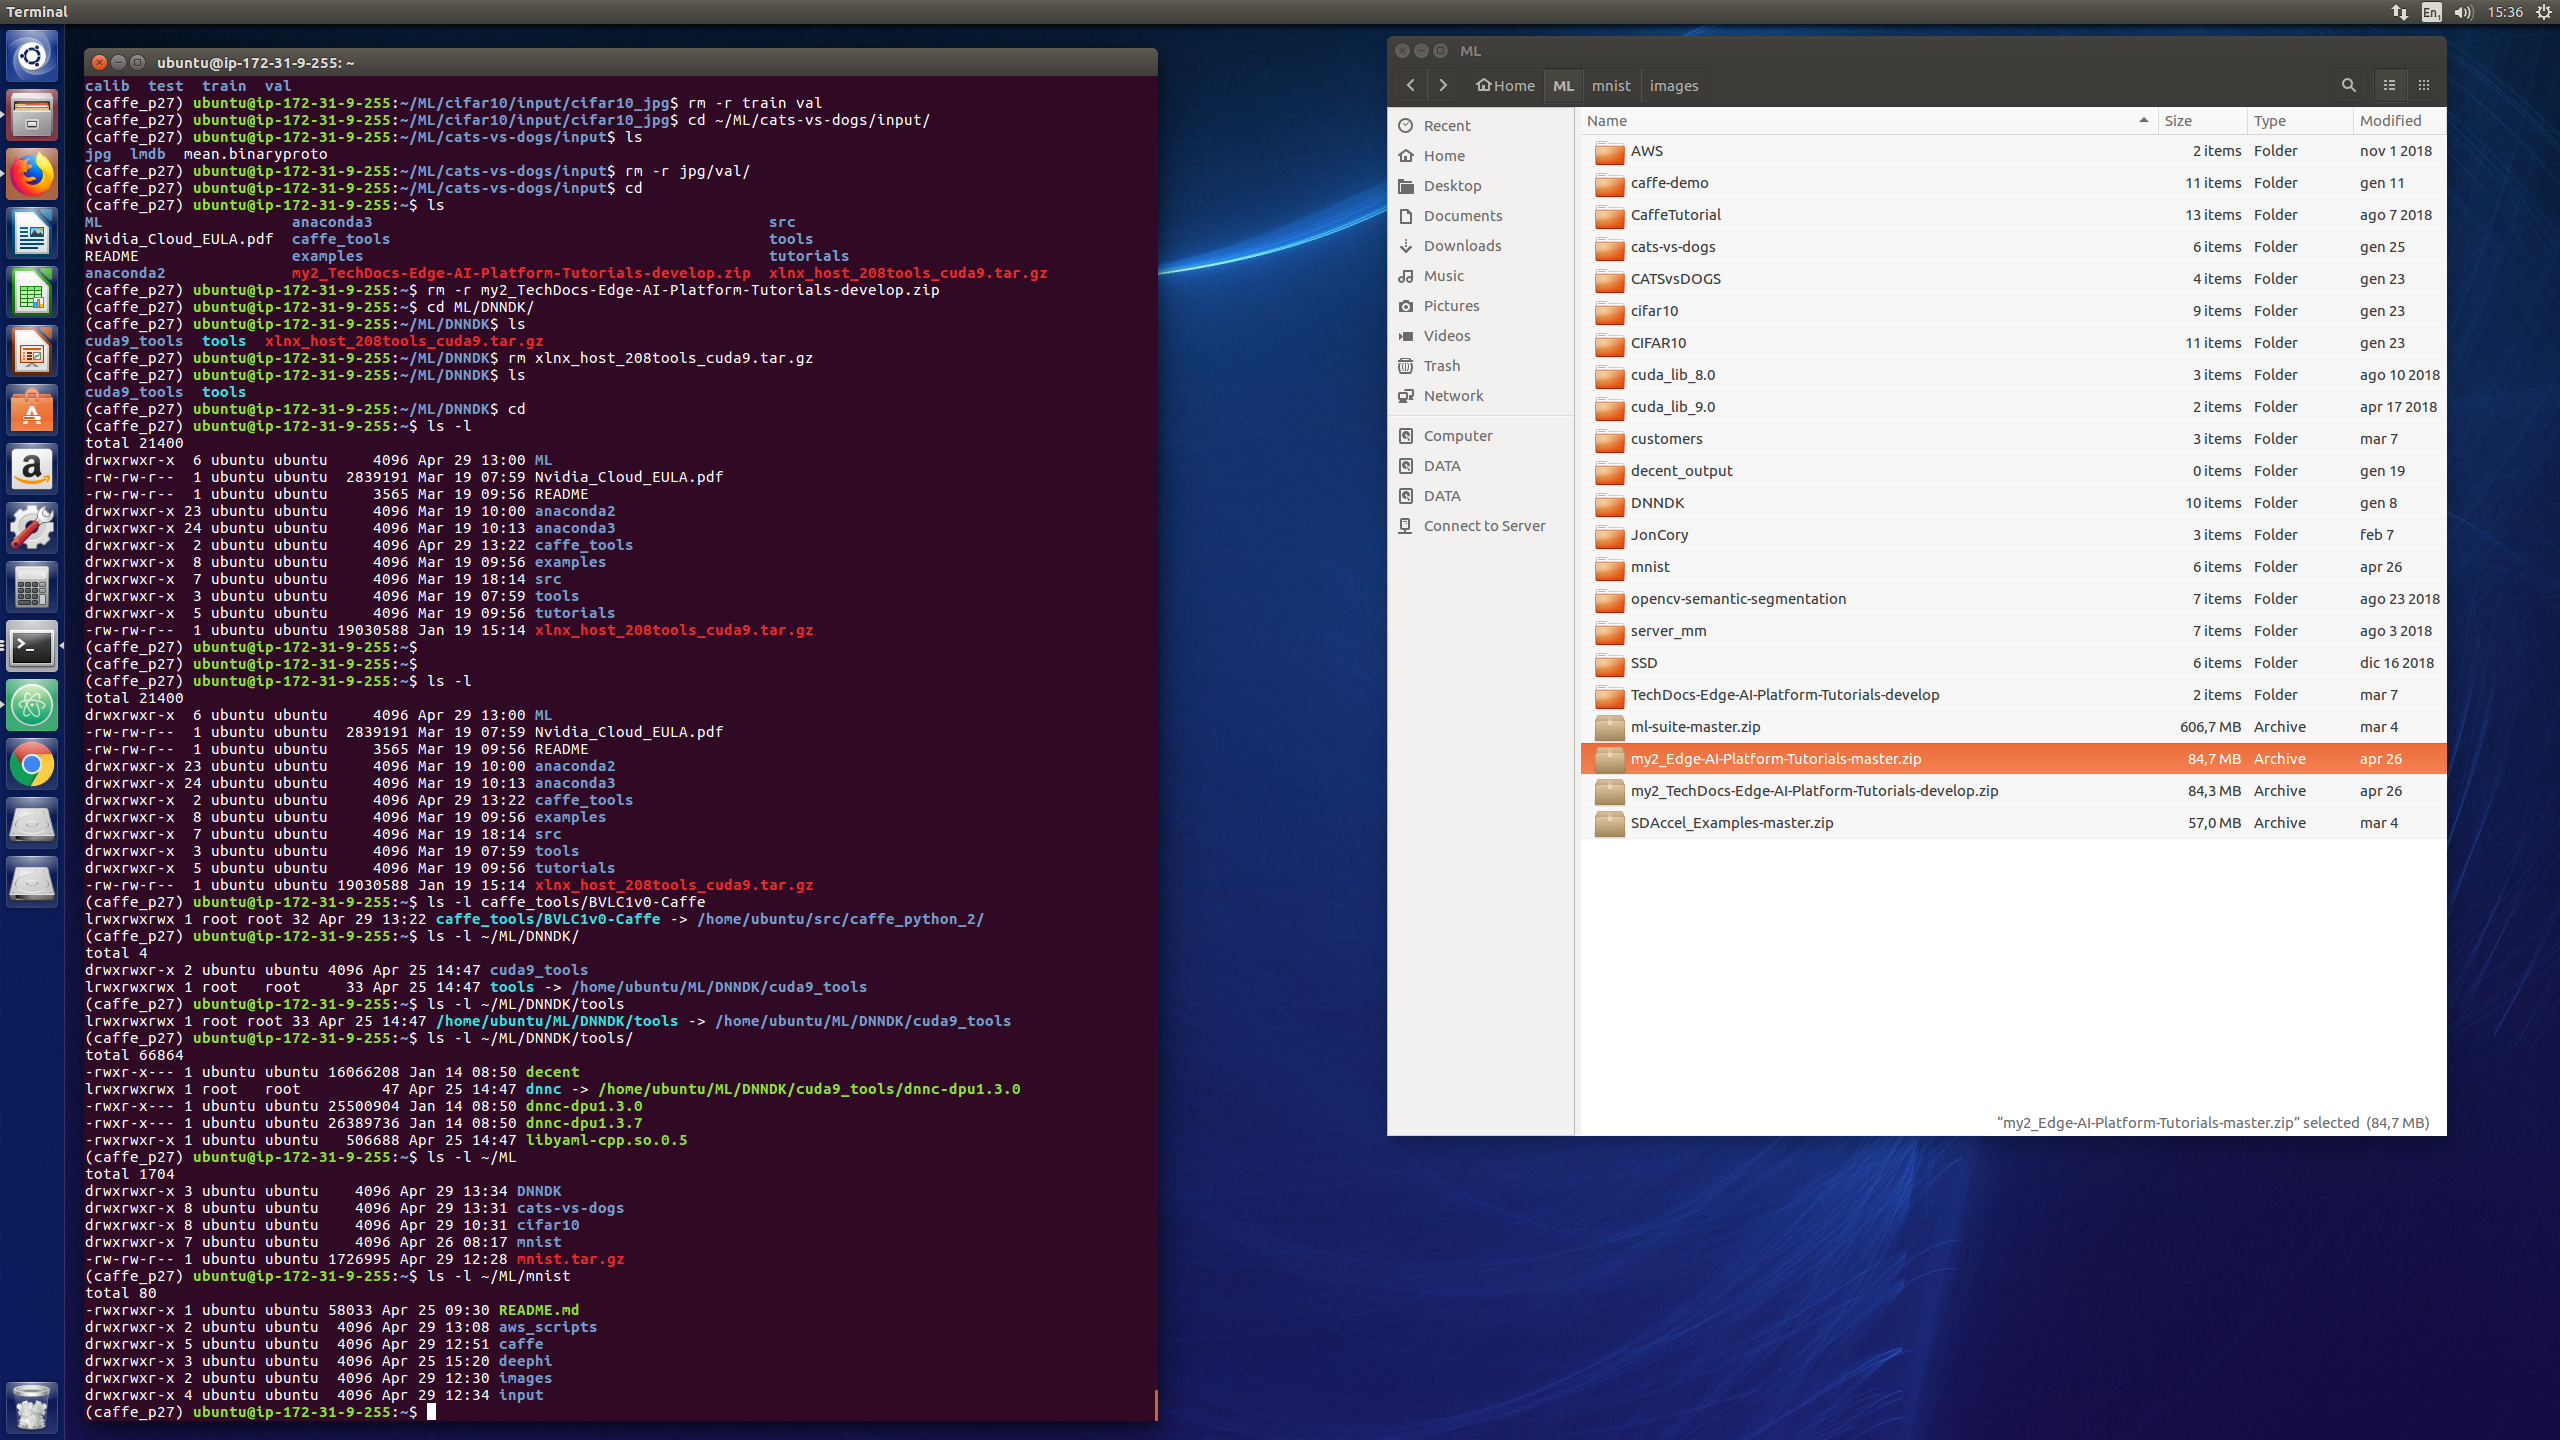 Terminal
En1
15:36
ubuntu@ip-172-31-9-255: ~
calib  test  train  val
(caffe_p27) ubuntu@ip-172-31-9-255:~/ML/cifar10/input/cifar10_jpg$ rm -r train val
(caffe_p27) ubuntu@ip-172-31-9-255:~/ML/cifar10/input/cifar10_jpg$ cd ~/ML/cats-vs-dogs/input/
(caffe_p27) ubuntu@ip-172-31-9-255:~/ML/cats-vs-dogs/input$ ls
jpg  lmdb  mean.binaryproto
(caffe_p27) ubuntu@ip-172-31-9-255:~/ML/cats-vs-dogs/input$ rm -r jpg/val/
(caffe_p27) ubuntu@ip-172-31-9-255:~/ML/cats-vs-dogs/input$ cd
(caffe_p27) ubuntu@ip-172-31-9-255:~$ ls
ML                     anaconda3                                            src
Nvidia_Cloud_EULA.pdf  caffe_tools                                          tools
README                 examples                                             tutorials
anaconda2              my2_TechDocs-Edge-AI-Platform-Tutorials-develop.zip  xlnx_host_208tools_cuda9.tar.gz
(caffe_p27) ubuntu@ip-172-31-9-255:~$ rm -r my2_TechDocs-Edge-AI-Platform-Tutorials-develop.zip
(caffe_p27) ubuntu@ip-172-31-9-255:~$ cd ML/DNNDK/
(caffe_p27) ubuntu@ip-172-31-9-255:~/ML/DNNDK$ ls
cuda9_tools  tools  xlnx_host_208tools_cuda9.tar.gz
(caffe_p27) ubuntu@ip-172-31-9-255:~/ML/DNNDK$ rm xlnx_host_208tools_cuda9.tar.gz
(caffe_p27) ubuntu@ip-172-31-9-255:~/ML/DNNDK$ ls
cuda9_tools  tools
(caffe_p27) ubuntu@ip-172-31-9-255:~/ML/DNNDK$ cd
(caffe_p27) ubuntu@ip-172-31-9-255:~$ ls -l
total 21400
drwxrwxr-x  6 ubuntu ubuntu     4096 Apr 29 13:00 ML
-rw-rw-r--  1 ubuntu ubuntu  2839191 Mar 19 07:59 Nvidia_Cloud_EULA.pdf
-rw-rw-r--  1 ubuntu ubuntu     3565 Mar 19 09:56 README
drwxrwxr-x 23 ubuntu ubuntu     4096 Mar 19 10:00 anaconda2
drwxrwxr-x 24 ubuntu ubuntu     4096 Mar 19 10:13 anaconda3
drwxrwxr-x  2 ubuntu ubuntu     4096 Apr 29 13:22 caffe_tools
drwxrwxr-x  8 ubuntu ubuntu     4096 Mar 19 09:56 examples
drwxrwxr-x  7 ubuntu ubuntu     4096 Mar 19 18:14 src
drwxrwxr-x  3 ubuntu ubuntu     4096 Mar 19 07:59 tools
drwxrwxr-x  5 ubuntu ubuntu     4096 Mar 19 09:56 tutorials
-rw-rw-r--  1 ubuntu ubuntu 19030588 Jan 19 15:14 xlnx_host_208tools_cuda9.tar.gz
(caffe_p27) ubuntu@ip-172-31-9-255:~$
(caffe_p27) ubuntu@ip-172-31-9-255:~$
(caffe_p27) ubuntu@ip-172-31-9-255:~$ ls -l
total 21400
drwxrwxr-x  6 ubuntu ubuntu     4096 Apr 29 13:00 ML
-rw-rw-r--  1 ubuntu ubuntu  2839191 Mar 19 07:59 Nvidia_Cloud_EULA.pdf
-rw-rw-r--  1 ubuntu ubuntu     3565 Mar 19 09:56 README
drwxrwxr-x 23 ubuntu ubuntu     4096 Mar 19 10:00 anaconda2
drwxrwxr-x 24 ubuntu ubuntu     4096 Mar 19 10:13 anaconda3
drwxrwxr-x  2 ubuntu ubuntu     4096 Apr 29 13:22 caffe_tools
drwxrwxr-x  8 ubuntu ubuntu     4096 Mar 19 09:56 examples
drwxrwxr-x  7 ubuntu ubuntu     4096 Mar 19 18:14 src
drwxrwxr-x  3 ubuntu ubuntu     4096 Mar 19 07:59 tools
drwxrwxr-x  5 ubuntu ubuntu     4096 Mar 19 09:56 tutorials
-rw-rw-r--  1 ubuntu ubuntu 19030588 Jan 19 15:14 xlnx_host_208tools_cuda9.tar.gz
(caffe_p27) ubuntu@ip-172-31-9-255:~$ ls -l caffe_tools/BVLC1v0-Caffe
lrwxrwxrwx 1 root root 32 Apr 29 13:22 caffe_tools/BVLC1v0-Caffe -> /home/ubuntu/src/caffe_python_2/
(caffe_p27) ubuntu@ip-172-31-9-255:~$ ls -l ~/ML/DNNDK/
total 4
drwxrwxr-x 2 ubuntu ubuntu 4096 Apr 25 14:47 cuda9_tools
lrwxrwxrwx 1 root   root     33 Apr 25 14:47 tools -> /home/ubuntu/ML/DNNDK/cuda9_tools
(caffe_p27) ubuntu@ip-172-31-9-255:~$ ls -l ~/ML/DNNDK/tools
lrwxrwxrwx 1 root root 33 Apr 25 14:47 /home/ubuntu/ML/DNNDK/tools -> /home/ubuntu/ML/DNNDK/cuda9_tools
(caffe_p27) ubuntu@ip-172-31-9-255:~$ ls -l ~/ML/DNNDK/tools/
total 66864
-rwxr-x--- 1 ubuntu ubuntu 16066208 Jan 14 08:50 decent
lrwxrwxrwx 1 root   root         47 Apr 25 14:47 dnnc -> /home/ubuntu/ML/DNNDK/cuda9_tools/dnnc-dpu1.3.0
-rwxr-x--- 1 ubuntu ubuntu 25500904 Jan 14 08:50 dnnc-dpu1.3.0
-rwxr-x--- 1 ubuntu ubuntu 26389736 Jan 14 08:50 dnnc-dpu1.3.7
-rwxrwxr-x 1 ubuntu ubuntu   506688 Apr 25 14:47 libyaml-cpp.so.0.5
(caffe_p27) ubuntu@ip-172-31-9-255:~$ ls -l ~/ML
total 1704
drwxrwxr-x 3 ubuntu ubuntu    4096 Apr 29 13:34 DNNDK
drwxrwxr-x 8 ubuntu ubuntu    4096 Apr 29 13:31 cats-vs-dogs
drwxrwxr-x 8 ubuntu ubuntu    4096 Apr 29 10:31 cifar10
drwxrwxr-x 7 ubuntu ubuntu    4096 Apr 26 08:17 mnist
-rw-rw-r-- 1 ubuntu ubuntu 1726995 Apr 29 12:28 mnist.tar.gz
(caffe_p27) ubuntu@ip-172-31-9-255:~$ ls -l ~/ML/mnist
total 80
-rwxrwxr-x 1 ubuntu ubuntu 58033 Apr 25 09:30 README.md
drwxrwxr-x 2 ubuntu ubuntu  4096 Apr 29 13:08 aws_scripts
drwxrwxr-x 5 ubuntu ubuntu  4096 Apr 29 12:51 caffe
drwxrwxr-x 3 ubuntu ubuntu  4096 Apr 25 15:20 deephi
drwxrwxr-x 2 ubuntu ubuntu  4096 Apr 29 12:30 images
drwxrwxr-x 4 ubuntu ubuntu  4096 Apr 29 12:34 input
(caffe_p27) ubuntu@ip-172-31-9-255:~$
ML
Home ML mnist images
Recent
Home
Desktop
Documents
Downloads
Music
Pictures
Videos
Trash
Network
Computer
DATA
DATA
Connect to Server
Name Size Type Modified
AWS 2 items Folder nov 1 2018
caffe-demo 11 items Folder gen 11
CaffeTutorial 13 items Folder ago 7 2018
cats-vs-dogs 6 items Folder gen 25
CATSvsDOGS 4 items Folder gen 23
cifar10 9 items Folder gen 23
CIFAR10 11 items Folder gen 23
cuda_lib_8.0 3 items Folder ago 10 2018
cuda_lib_9.0 2 items Folder apr 17 2018
customers 3 items Folder mar 7
decent_output 0 items Folder gen 19
DNNDK 10 items Folder gen 8
JonCory 3 items Folder feb 7
mnist 6 items Folder apr 26
opencv-semantic-segmentation 7 items Folder ago 23 2018
server_mm 7 items Folder ago 3 2018
SSD 6 items Folder dic 16 2018
TechDocs-Edge-AI-Platform-Tutorials-develop 2 items Folder mar 7
ml-suite-master.zip 606,7 MB Archive mar 4
my2_Edge-AI-Platform-Tutorials-master.zip 84,7 MB Archive apr 26
my2_TechDocs-Edge-AI-Platform-Tutorials-develop.zip 84,3 MB Archive apr 26
SDAccel_Examples-master.zip 57,0 MB Archive mar 4
“my2_Edge-AI-Platform-Tutorials-master.zip” selected (84,7 MB)